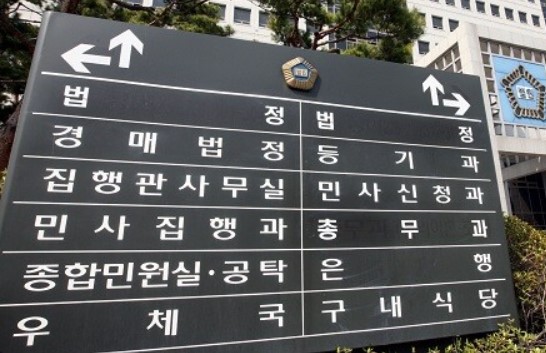 법정 법정
경매법정 등기과
집행관사무실 민사신청과
민사집행과 총무과
종합민원실·공탁 은행
우체국 구내식당